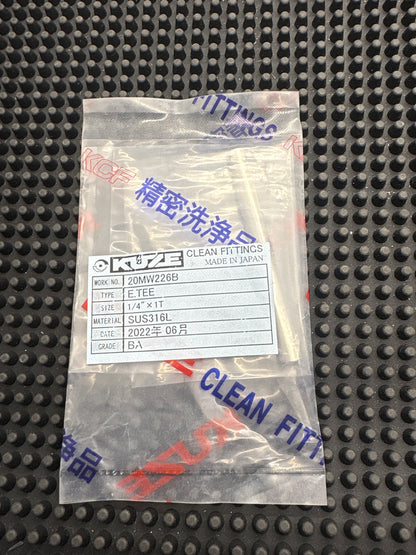 FITTINGS
KCF
精密洗浄品
KUZE CLEAN FITTINGS
MADE IN JAPAN
WORK NO. 20MW226B
TYPE E.TEE
SIZE 1/4"×1T
MATERIAL SUS316L
DATE 2022年 06月
GRADE BA
CLEAN FITT
洗浄品